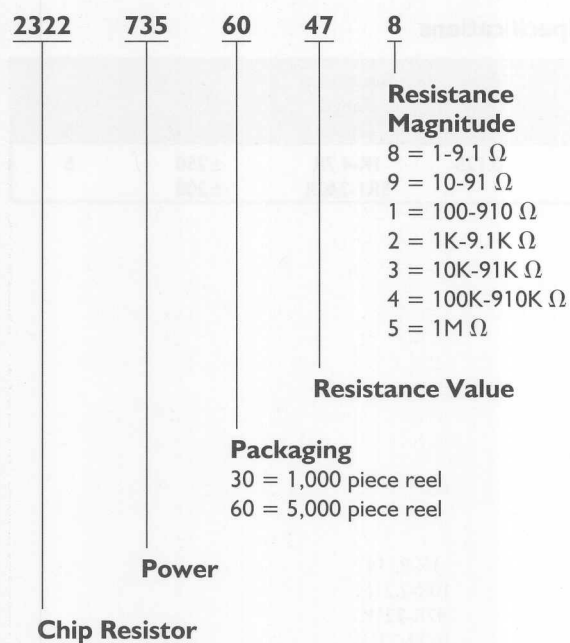 2322 735 60 47 8
Resistance
Magnitude
8 = 1-9.1 Ω
9 = 10-91 Ω
1 = 100-910 Ω
2 = 1K-9.1K Ω
3 = 10K-91K Ω
4 = 100K-910K Ω
5 = 1M Ω
Resistance Value
Packaging
30 = 1,000 piece reel
60 = 5,000 piece reel
Power
Chip Resistor